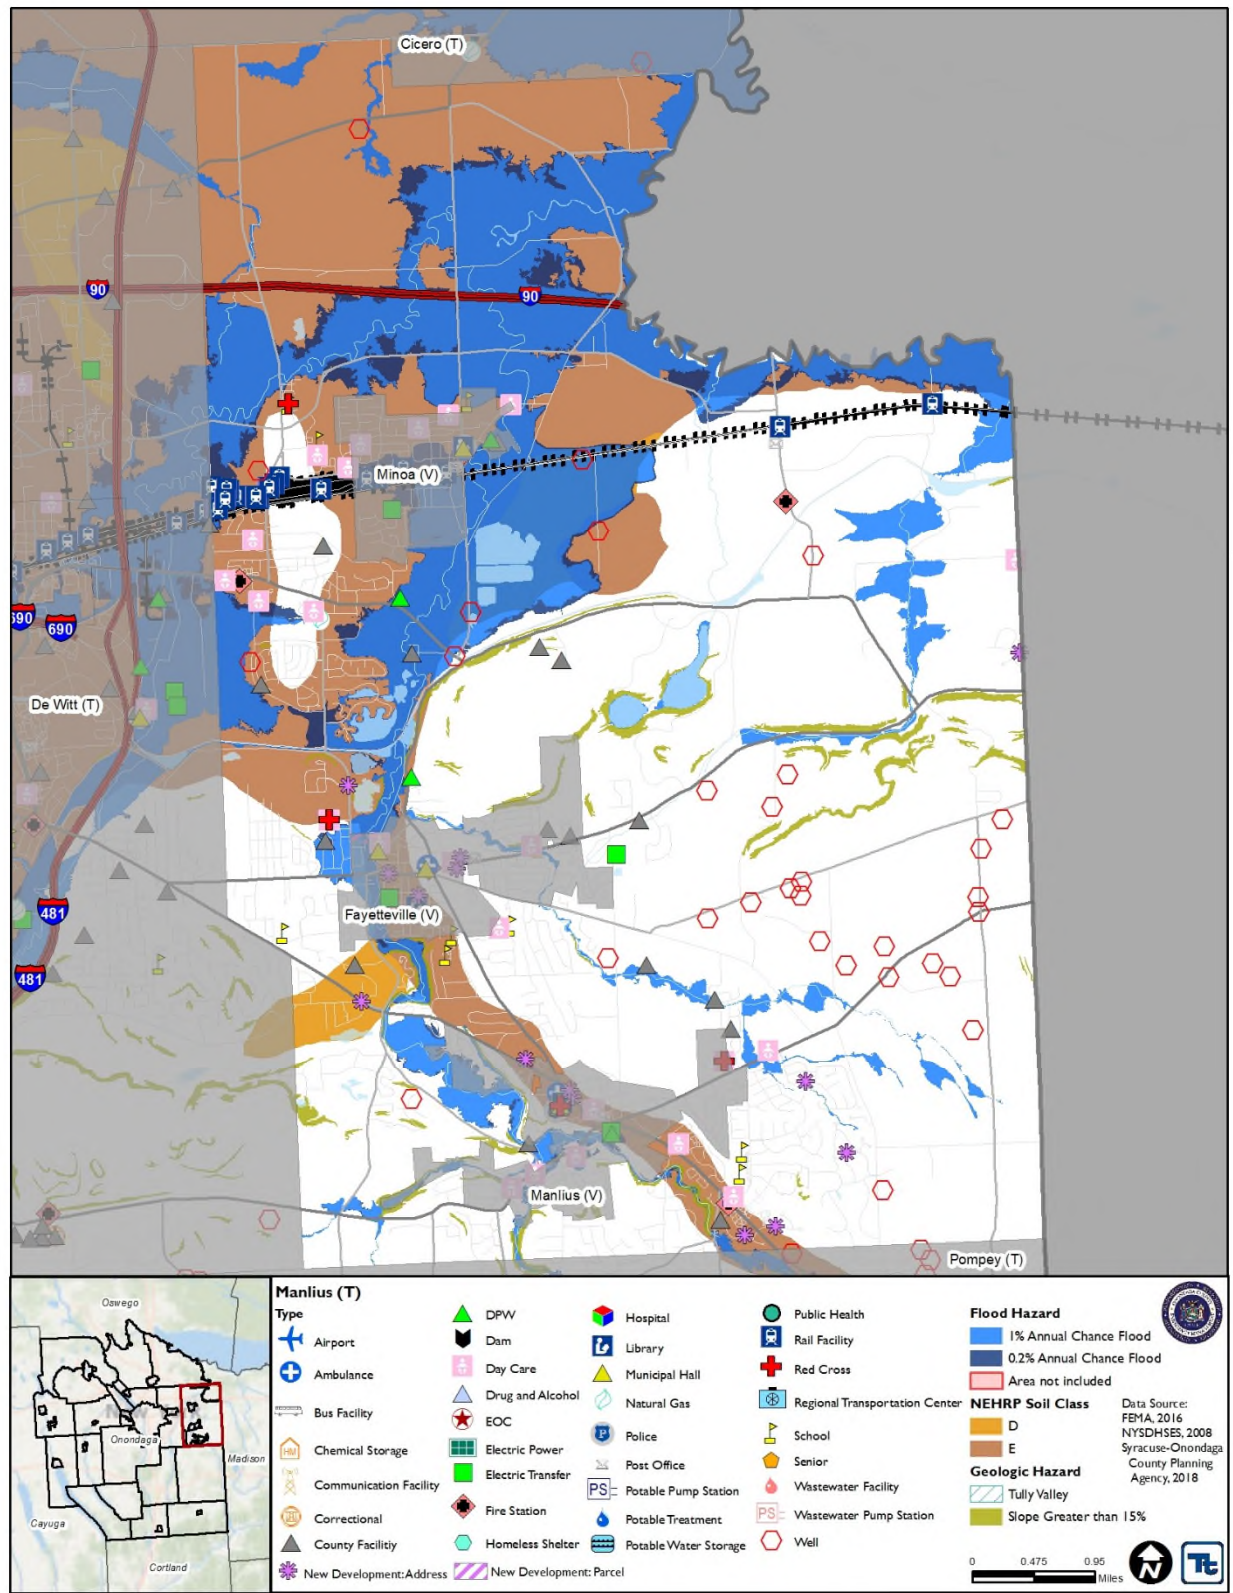 Cicero (T)
90
90
Minoa (V)
690
690
De Witt (T)
481
Fayetteville (V)
481
Manlius (V)
Pompey (T)
Oswego
Onondaga
Madison
Cayuga
Cortland
Manlius (T)
Type
Airport
Ambulance
Bus Facility
HM
Chemical Storage
Communication Facility
Correctional
County Facilitiy
New Development: Address
DPW
Dam
Day Care
Drug and Alcohol
EOC
Electric Power
Electric Transfer
Fire Station
Homeless Shelter
New Development: Parcel
Hospital
Library
Municipal Hall
Natural Gas
P
Police
Post Office
PS
Potable Pump Station
Potable Treatment
Potable Water Storage
Public Health
Rail Facility
Red Cross
Regional Transportation Center
School
Senior
Wastewater Facility
PS
Wastewater Pump Station
Well
Flood Hazard
1% Annual Chance Flood
0.2% Annual Chance Flood
Area not included
NEHRP Soil Class
D
E
Geologic Hazard
Tully Valley
Slope Greater than 15%
Data Source:
FEMA, 2016
NYSDHSES, 2008
Syracuse-Onondaga
County Planning
Agency, 2018
0 0.475 0.95
Miles
N
Tt